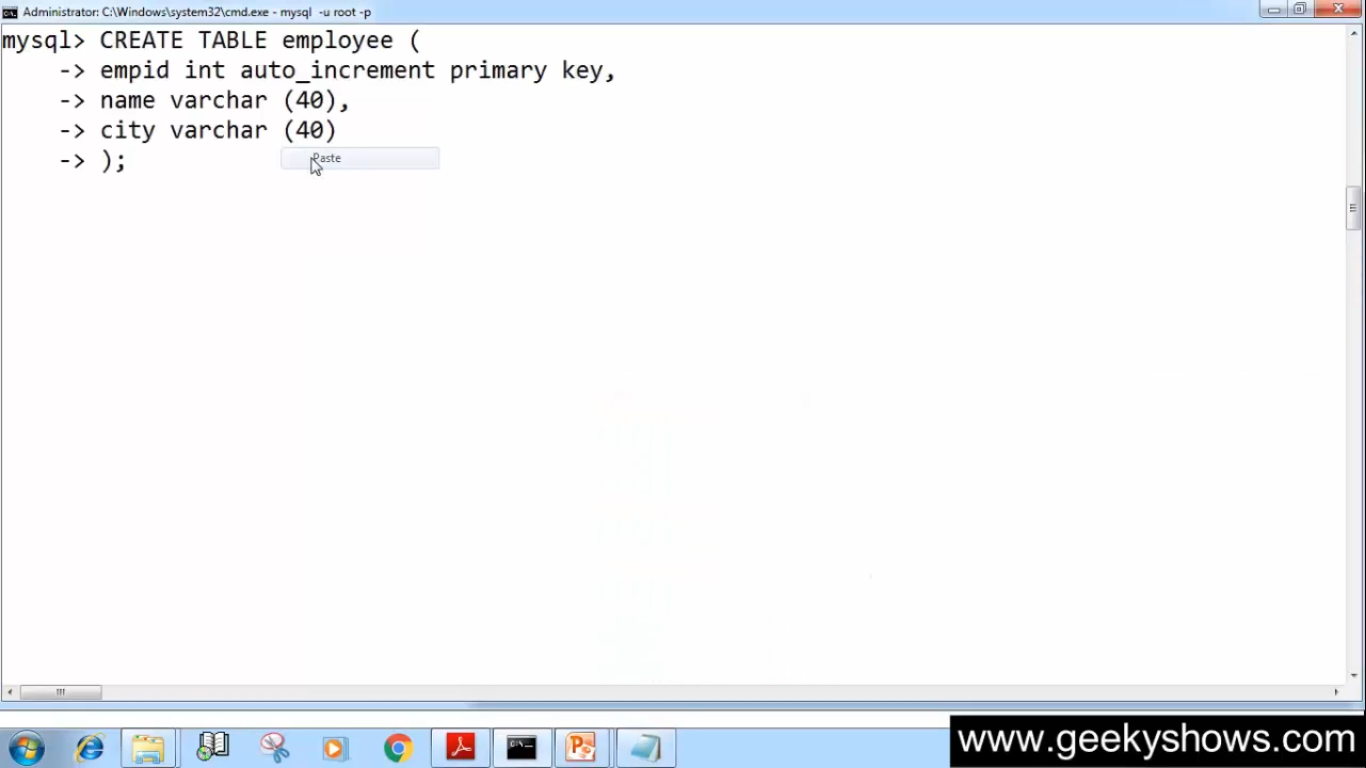 Administrator: C:\Windows\system32\cmd.exe - mysql -u root -p
mysql> CREATE TABLE employee (
-> empid int auto_increment primary key,
-> name varchar (40),
-> city varchar (40)
-> );
Paste
www.geekyshows.com